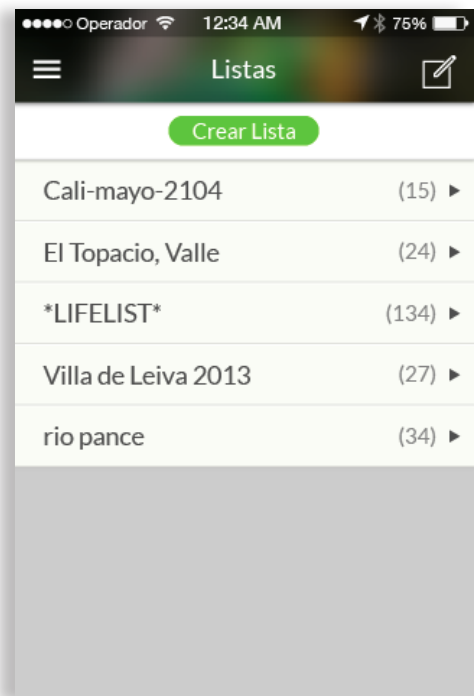 Operador 12:34 AM 75%
Listas
Crear Lista
Cali-mayo-2104 (15)
El Topacio, Valle (24)
*LIFELIST* (134)
Villa de Leiva 2013 (27)
rio pance (34)